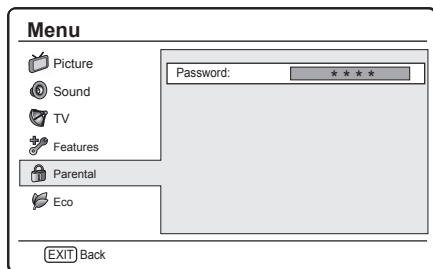 Menu
Picture
Sound
TV
Features
Parental
Eco
Password: * * * *
EXIT Back